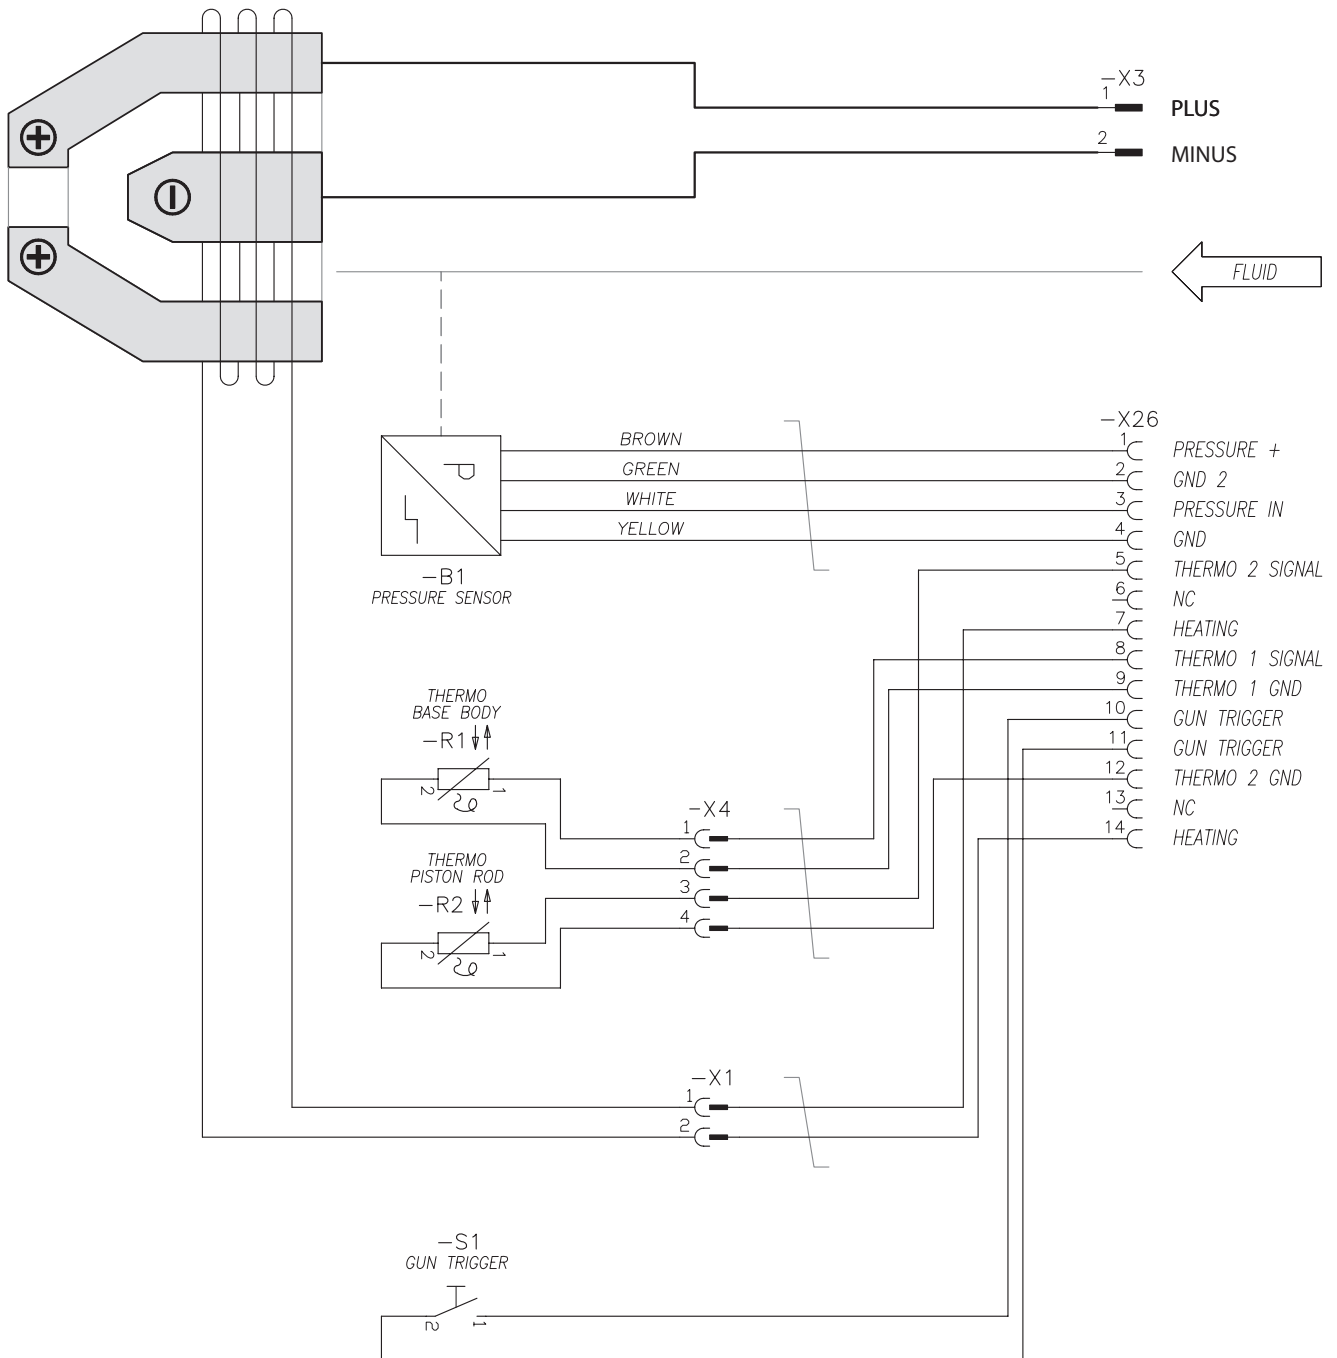 -X3
1 PLUS
2 MINUS
FLUID
-X26
BROWN 1 PRESSURE +
GREEN 2 GND 2
WHITE 3 PRESSURE IN
YELLOW 4 GND
5 THERMO 2 SIGNAL
-B1
PRESSURE SENSOR
P
6 NC
7 HEATING
8 THERMO 1 SIGNAL
9 THERMO 1 GND
10 GUN TRIGGER
11 GUN TRIGGER
12 THERMO 2 GND
13 NC
14 HEATING
THERMO
BASE BODY
-R1
2 1
-X4
1
2
3
4
THERMO
PISTON ROD
-R2
2 1
-X1
1
2
-S1
GUN TRIGGER
2 1